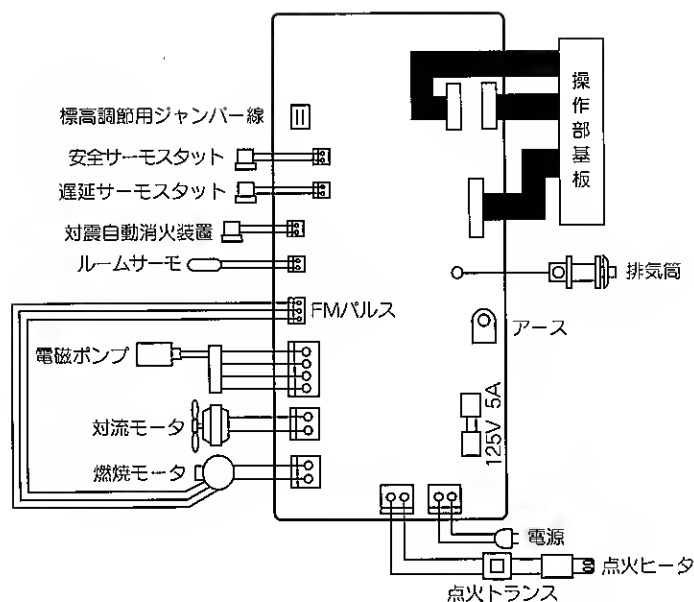 操作部基板
標高調節用ジャンパー線
安全サーモスタット
遅延サーモスタット
対震自動消火装置
ルームサーモ
排気筒
FMパルス
アース
電磁ポンプ
125V 5A
対流モータ
燃焼モータ
電源
点火ヒータ
点火トランス